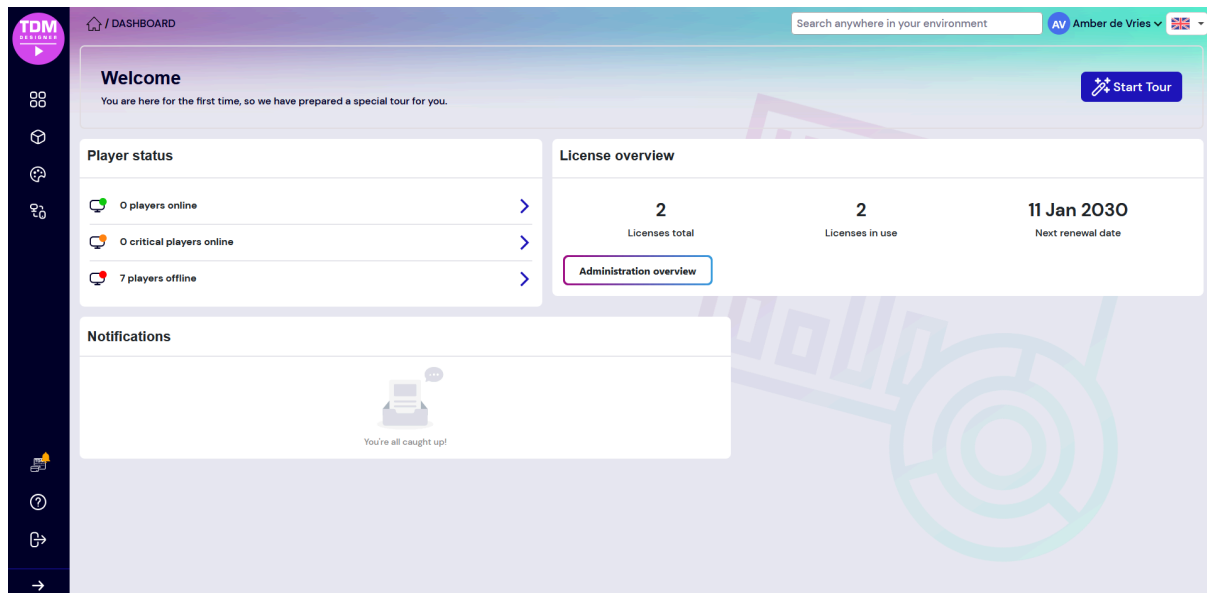 TDM
DESIGNER
/ DASHBOARD
Search anywhere in your environment
AV
Amber de Vries
Welcome
You are here for the first time, so we have prepared a special tour for you.
Start Tour
Player status
0 players online
0 critical players online
7 players offline
License overview
2
Licenses total
2
Licenses in use
11 Jan 2030
Next renewal date
Administration overview
Notifications
You're all caught up!